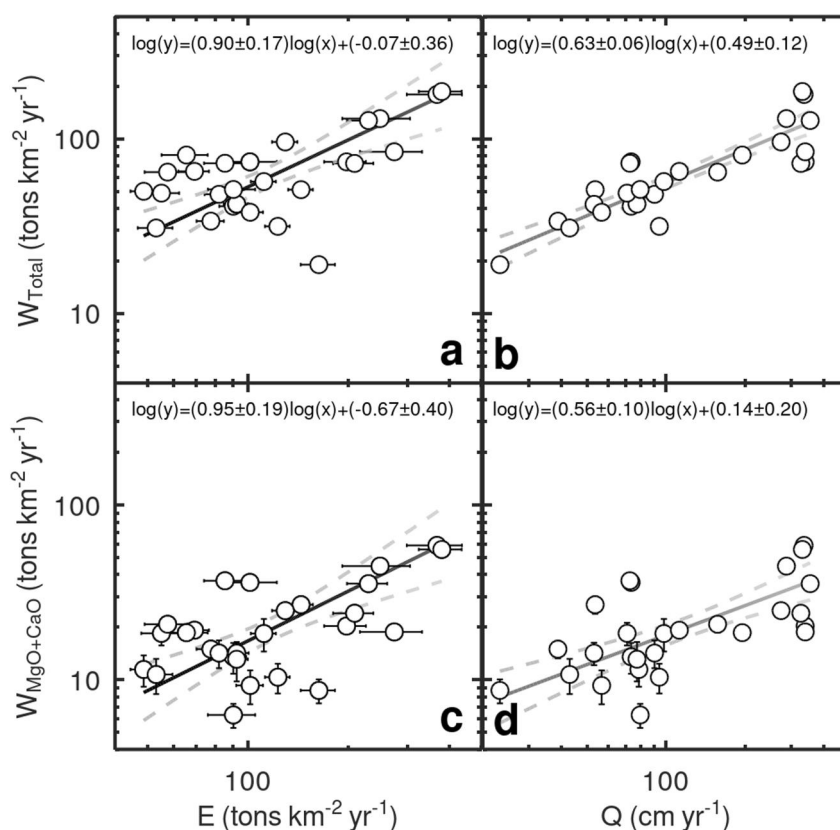 log(y)=(0.90±0.17)log(x)+(-0.07±0.36)
log(y)=(0.63±0.06)log(x)+(0.49±0.12)
W_Total (tons km⁻² yr⁻¹)
100
10
a
b
log(y)=(0.95±0.19)log(x)+(-0.67±0.40)
log(y)=(0.56±0.10)log(x)+(0.14±0.20)
W_MgO+CaO (tons km⁻² yr⁻¹)
100
10
c
d
100
100
E (tons km⁻² yr⁻¹)
Q (cm yr⁻¹)